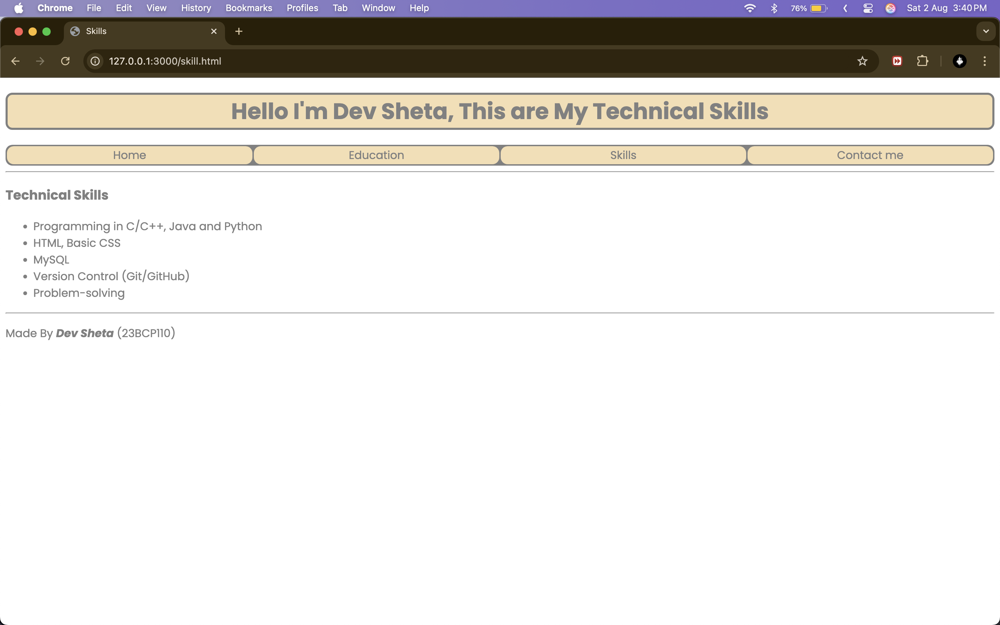 Chrome File Edit View History Bookmarks Profiles Tab Window Help 76% Sat 2 Aug 3:40 PM
Skills
127.0.0.1:3000/skill.html
Hello I'm Dev Sheta, This are My Technical Skills
Home Education Skills Contact me
Technical Skills
• Programming in C/C++, Java and Python
• HTML, Basic CSS
• MySQL
• Version Control (Git/GitHub)
• Problem-solving
Made By Dev Sheta (23BCP110)